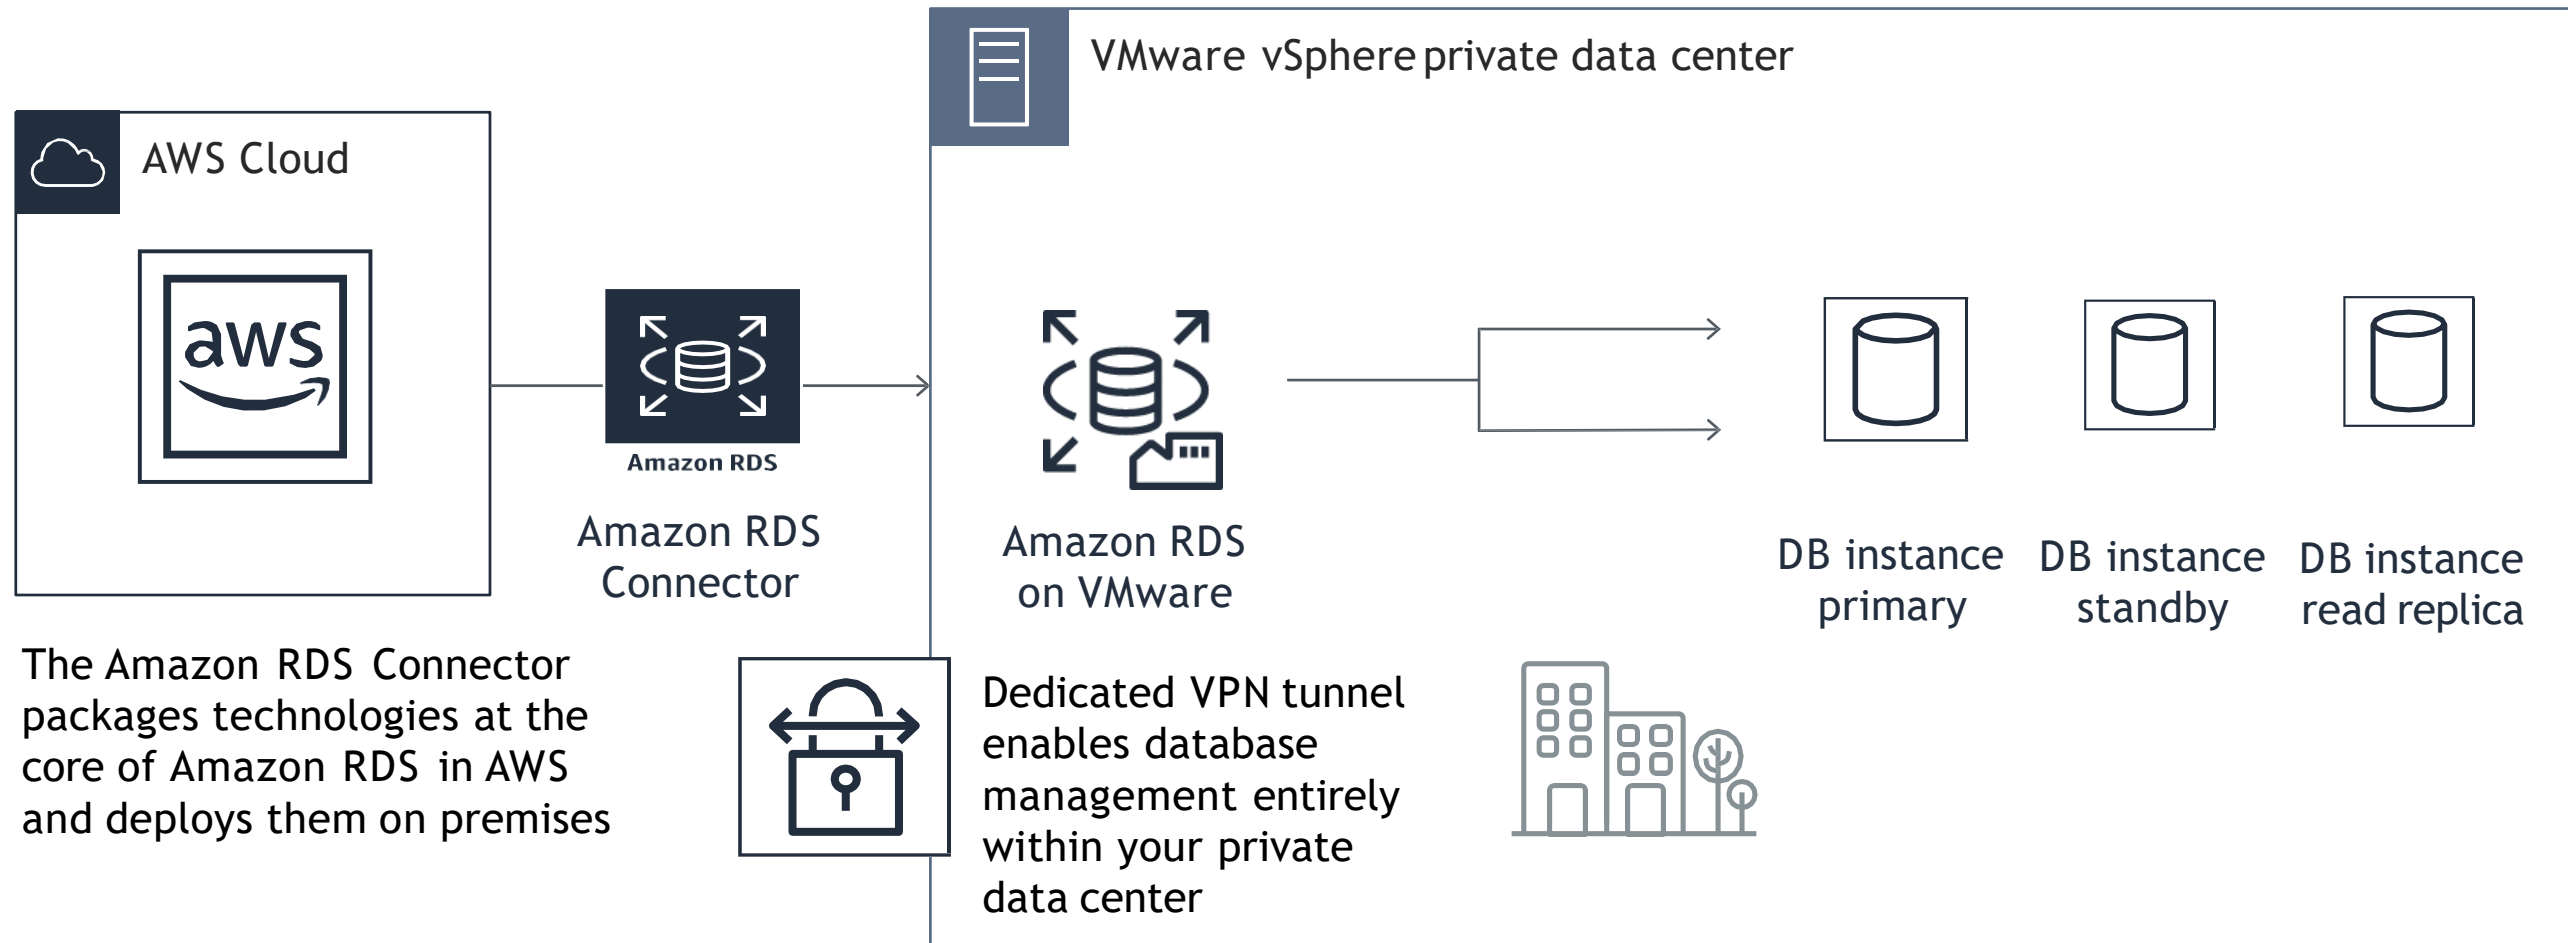 VMware vSphere private data center
AWS Cloud
aws
Amazon RDS
Amazon RDS
Connector
Amazon RDS
on VMware
DB instance
primary
DB instance
standby
DB instance
read replica
The Amazon RDS Connector
packages technologies at the
core of Amazon RDS in AWS
and deploys them on premises
Dedicated VPN tunnel
enables database
management entirely
within your private
data center